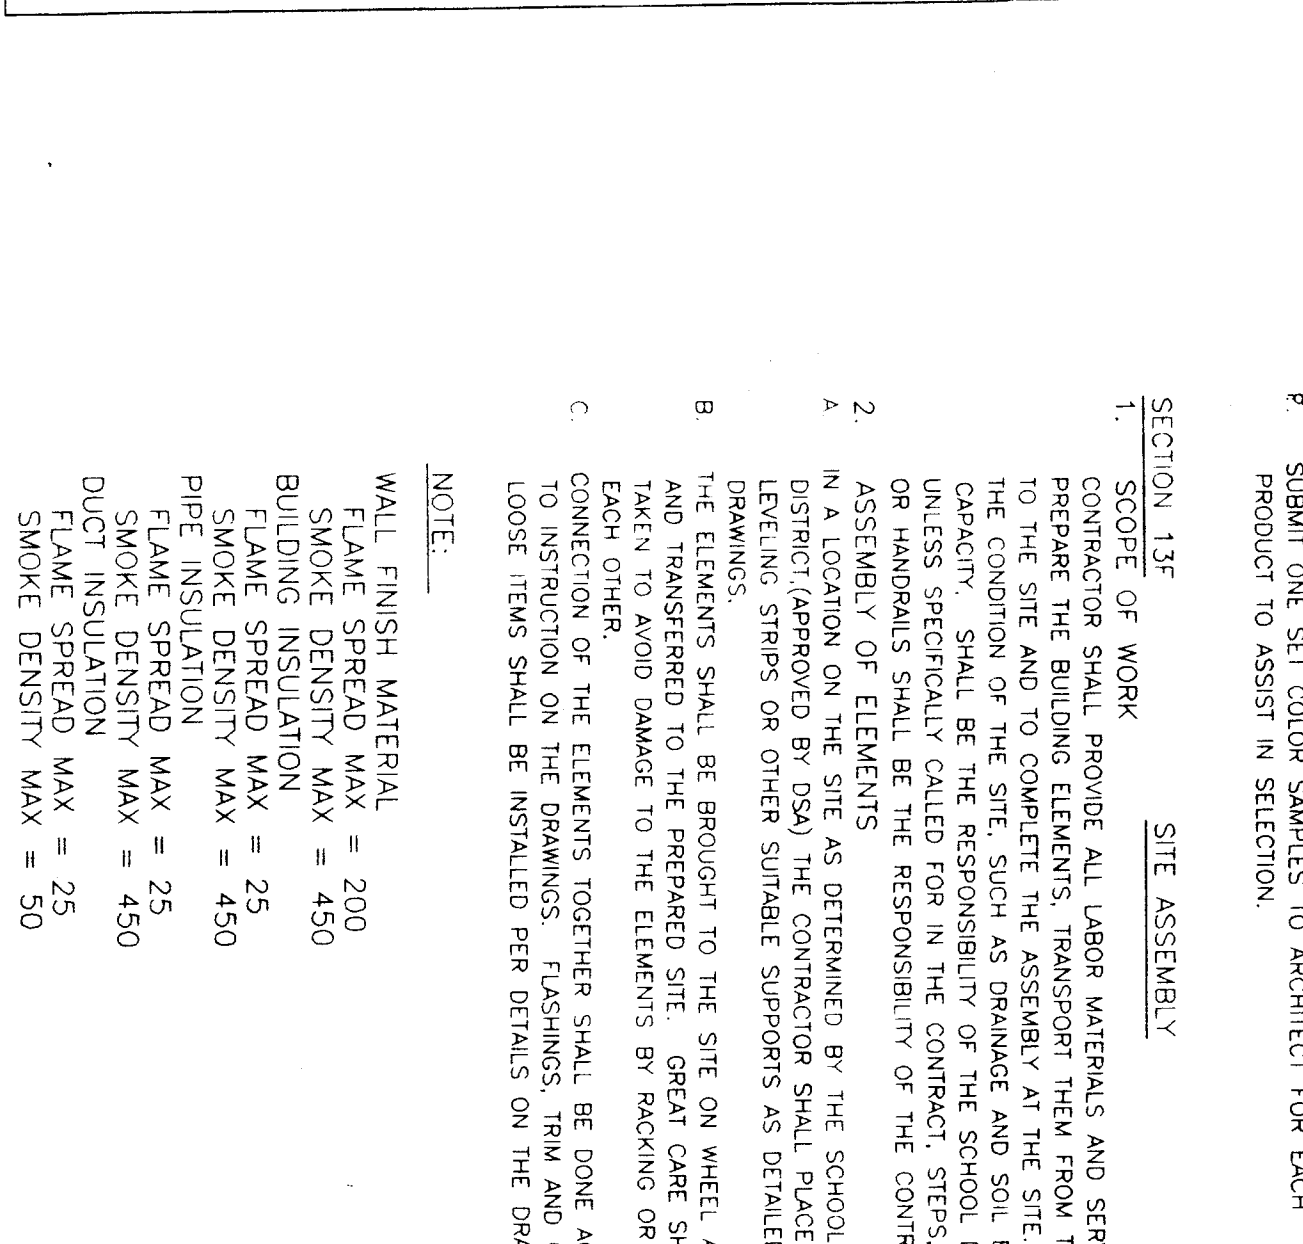 P. SUBMIT ONE SET COLOR SAMPLES TO ARCHITECT FOR EACH
PRODUCT TO ASSIST IN SELECTION.
SECTION 13F SITE ASSEMBLY
1. SCOPE OF WORK
CONTRACTOR SHALL PROVIDE ALL LABOR MATERIALS AND
PREPARE THE BUILDING ELEMENTS, TRANSPORT THEM FROM
TO THE SITE AND TO COMPLETE THE ASSEMBLY AT THE SITE.
THE CONDITION OF THE SITE, SUCH AS DRAINAGE AND SOIL
CAPACITY. SHALL BE THE RESPONSIBILITY OF THE SCHOOL
UNLESS SPECIFICALLY CALLED FOR IN THE CONTRACT, STEPS,
OR HANDRAILS SHALL BE THE RESPONSIBILITY OF THE
2. ASSEMBLY OF ELEMENTS
A IN A LOCATION ON THE SITE AS DETERMINED BY THE SCHOOL
DISTRICT,(APPROVED BY DSA) THE CONTRACTOR SHALL PLACE
LEVELING STRIPS OR OTHER SUITABLE SUPPORTS AS DETAILED
DRAWINGS.
B. THE ELEMENTS SHALL BE BROUGHT TO THE SITE ON WHEEL
AND TRANSFERRED TO THE PREPARED SITE. GREAT CARE
TAKEN TO AVOID DAMAGE TO THE ELEMENTS BY RACKING OR
EACH OTHER.
C. CONNECTION OF THE ELEMENTS TOGETHER SHALL BE DONE
TO INSTRUCTION ON THE DRAWINGS. FLASHINGS, TRIM AND
LOOSE ITEMS SHALL BE INSTALLED PER DETAILS ON THE
NOTE:
WALL FINISH MATERIAL
FLAME SPREAD MAX = 200
SMOKE DENSITY MAX = 450
BUILDING INSULATION
FLAME SPREAD MAX = 25
SMOKE DENSITY MAX = 450
PIPE INSULATION
FLAME SPREAD MAX = 25
SMOKE DENSITY MAX = 450
DUCT INSULATION
FLAME SPREAD MAX = 25
SMOKE DENSITY MAX = 50